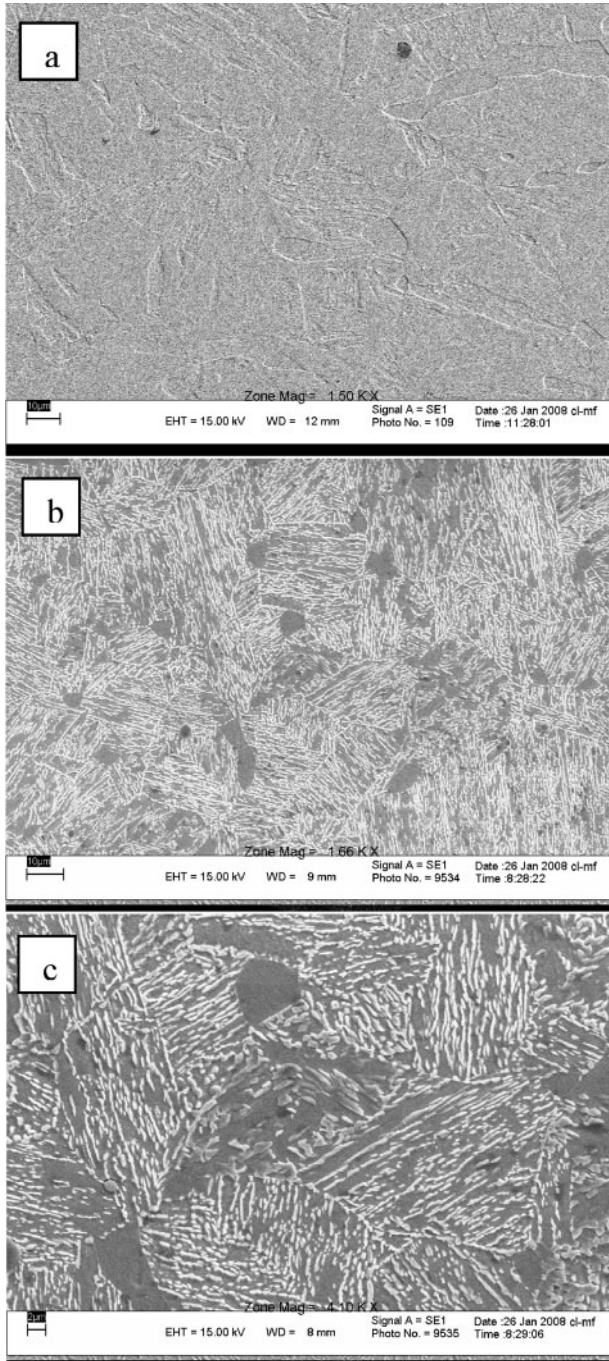 a
Zone Mag = 1.50 K X
10µm
EHT = 15.00 kV WD = 12 mm Signal A = SE1 Date :26 Jan 2008 cl-mf
Photo No. = 109 Time :11:28:01
b
Zone Mag = 1.66 K X
10µm
EHT = 15.00 kV WD = 9 mm Signal A = SE1 Date :26 Jan 2008 cl-mf
Photo No. = 9534 Time :8:28:22
c
Zone Mag = 4.10 K X
2µm
EHT = 15.00 kV WD = 8 mm Signal A = SE1 Date :26 Jan 2008 cl-mf
Photo No. = 9535 Time :8:29:06